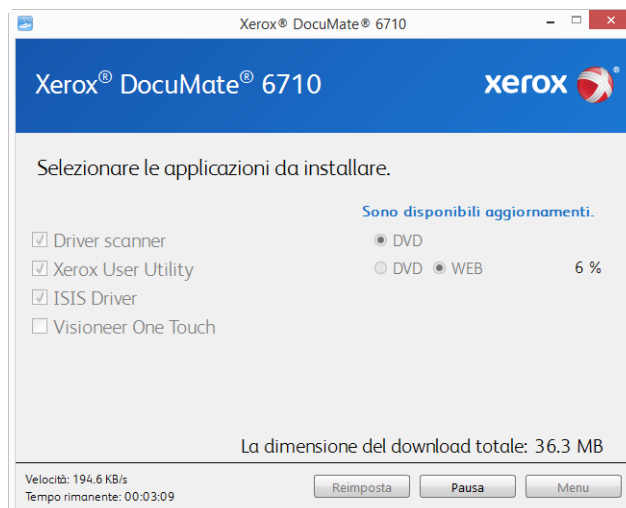 Xerox® DocuMate® 6710
Xerox® DocuMate® 6710
xerox ®
Selezionare le applicazioni da installare.
Sono disponibili aggiornamenti.
Driver scanner DVD
Xerox User Utility DVD WEB 6 %
ISIS Driver
Visioneer One Touch
La dimensione del download totale: 36.3 MB
Velocità: 194.6 KB/s
Tempo rimanente: 00:03:09
Reimposta Pausa Menu